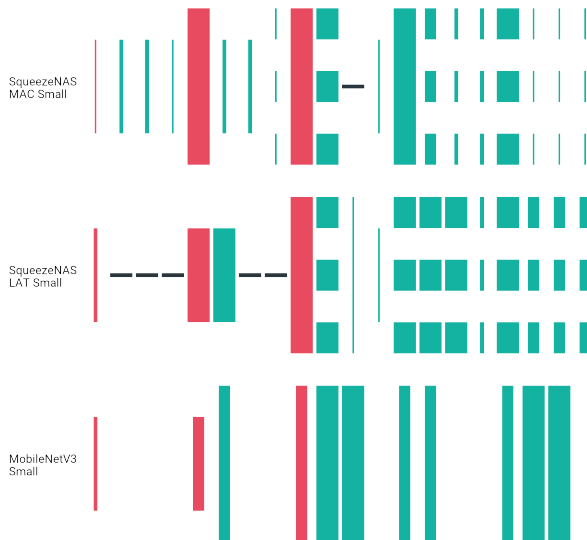 SqueezeNAS
MAC Small
SqueezeNAS
LAT Small
MobileNetV3
Small